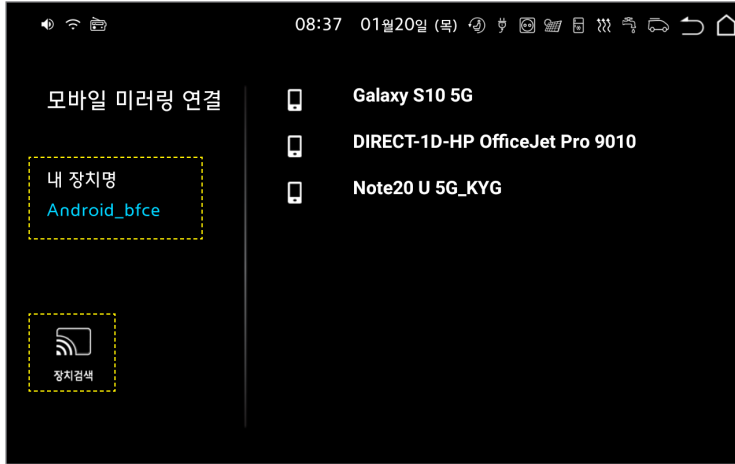 08:37 01월20일 (목)
모바일 미러링 연결
내 장치명
Android_bfce
장치검색
Galaxy S10 5G
DIRECT-1D-HP OfficeJet Pro 9010
Note20 U 5G_KYG